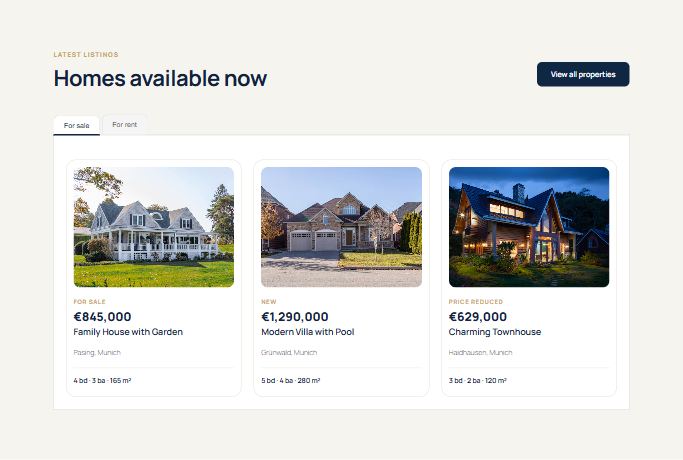 LATEST LISTINGS
Homes available now
View all properties
For sale
For rent
FOR SALE
€845,000
Family House with Garden
Pasing, Munich
4 bd · 3 ba · 165 m²
NEW
€1,290,000
Modern Villa with Pool
Grünwald, Munich
5 bd · 4 ba · 280 m²
PRICE REDUCED
€629,000
Charming Townhouse
Haidhausen, Munich
3 bd · 2 ba · 120 m²